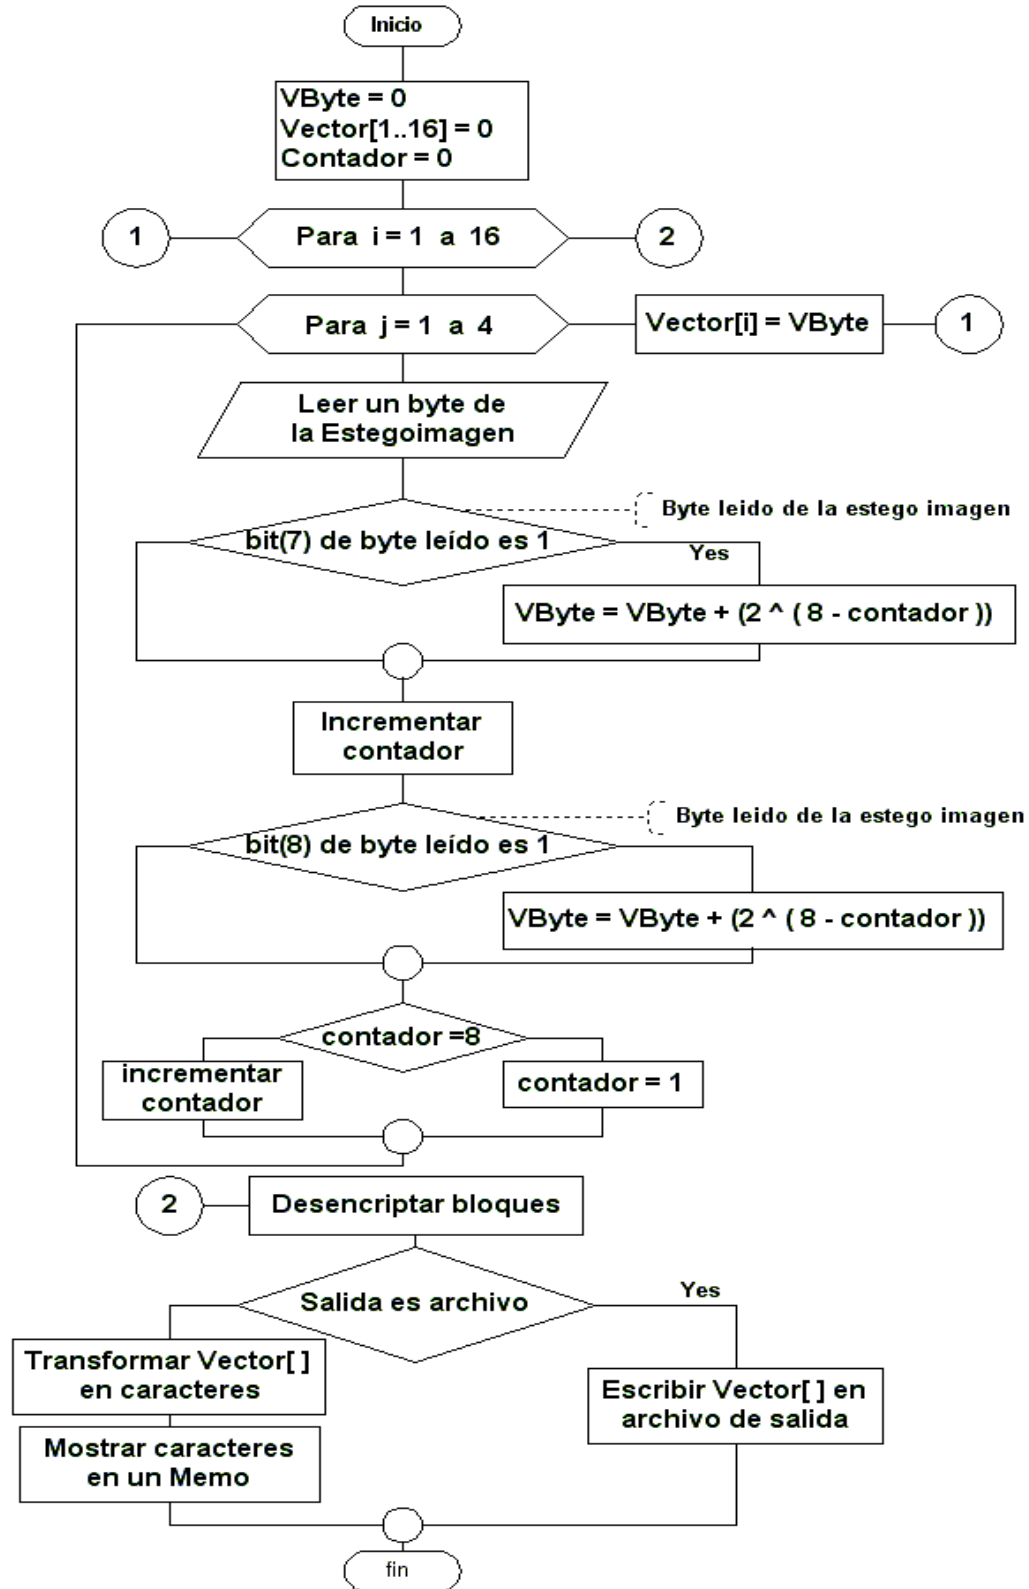 Inicio
VByte = 0
Vector[1..16] = 0
Contador = 0
1
Para i = 1 a 16
2
Para j = 1 a 4
Vector[i] = VByte
1
Leer un byte de
la Estegoimagen
Byte leido de la estego imagen
bit(7) de byte leído es 1
Yes
VByte = VByte + (2 ^ ( 8 - contador ))
Incrementar
contador
Byte leido de la estego imagen
bit(8) de byte leído es 1
VByte = VByte + (2 ^ ( 8 - contador ))
contador =8
incrementar
contador
contador = 1
2
Desencriptar bloques
Salida es archivo
Yes
Transformar Vector[ ]
en caracteres
Escribir Vector[ ] en
archivo de salida
Mostrar caracteres
en un Memo
fin